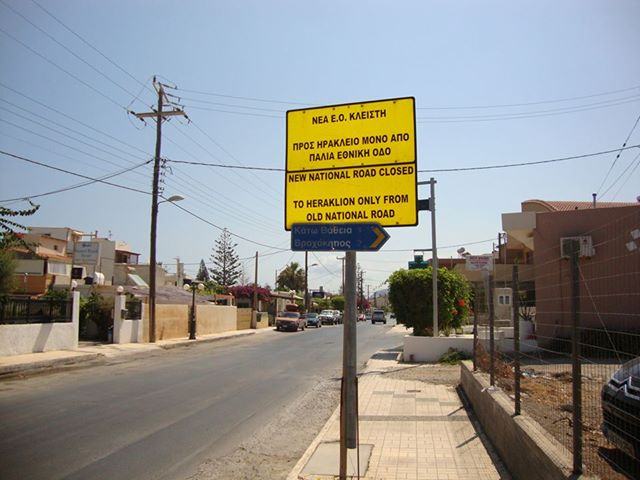 ΝΕΑ Ε.Ο. ΚΛΕΙΣΤΗ
ΠΡΟΣ ΗΡΑΚΛΕΙΟ ΜΟΝΟ ΑΠΟ
ΠΑΛΙΑ ΕΘΝΙΚΗ ΟΔΟ
NEW NATIONAL ROAD CLOSED
TO HERAKLION ONLY FROM
OLD NATIONAL ROAD
Κάτω Βάθεια